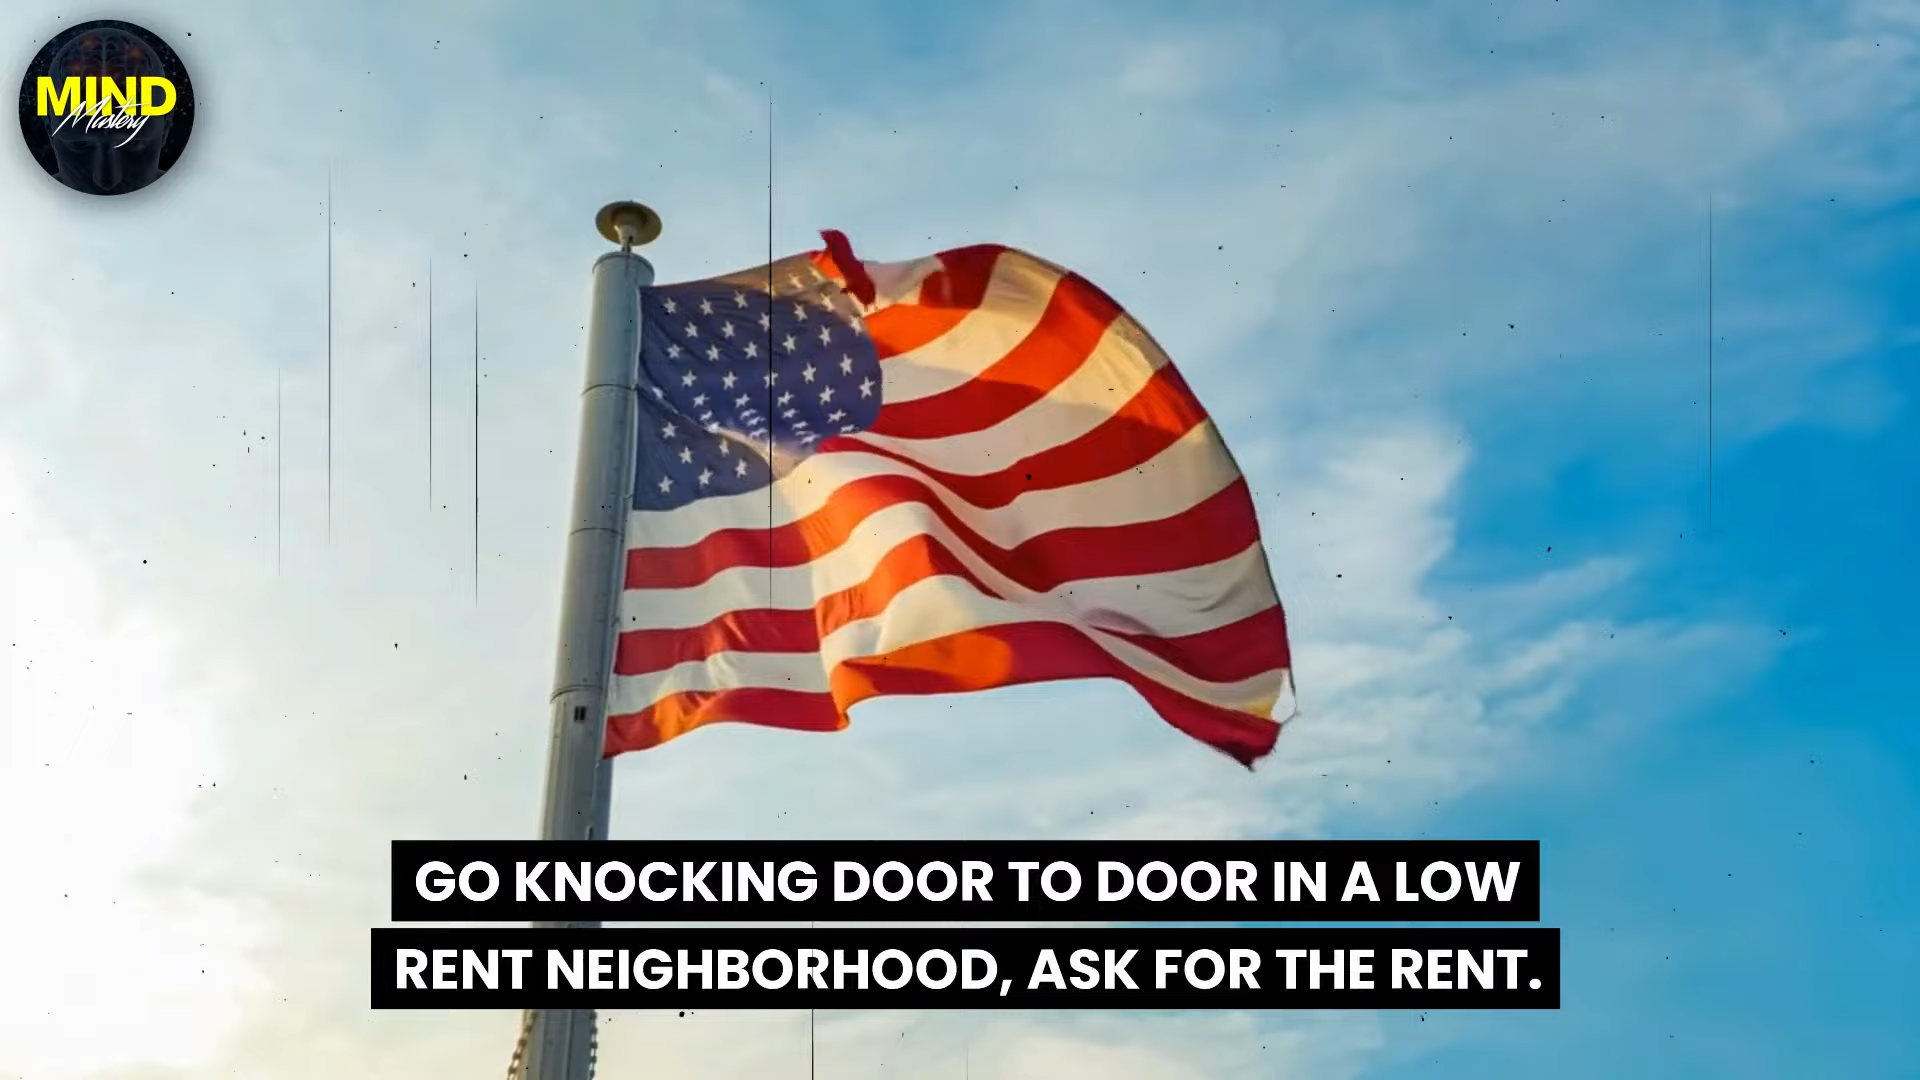 MIND
Mastery
GO KNOCKING DOOR TO DOOR IN A LOW
RENT NEIGHBORHOOD, ASK FOR THE RENT.